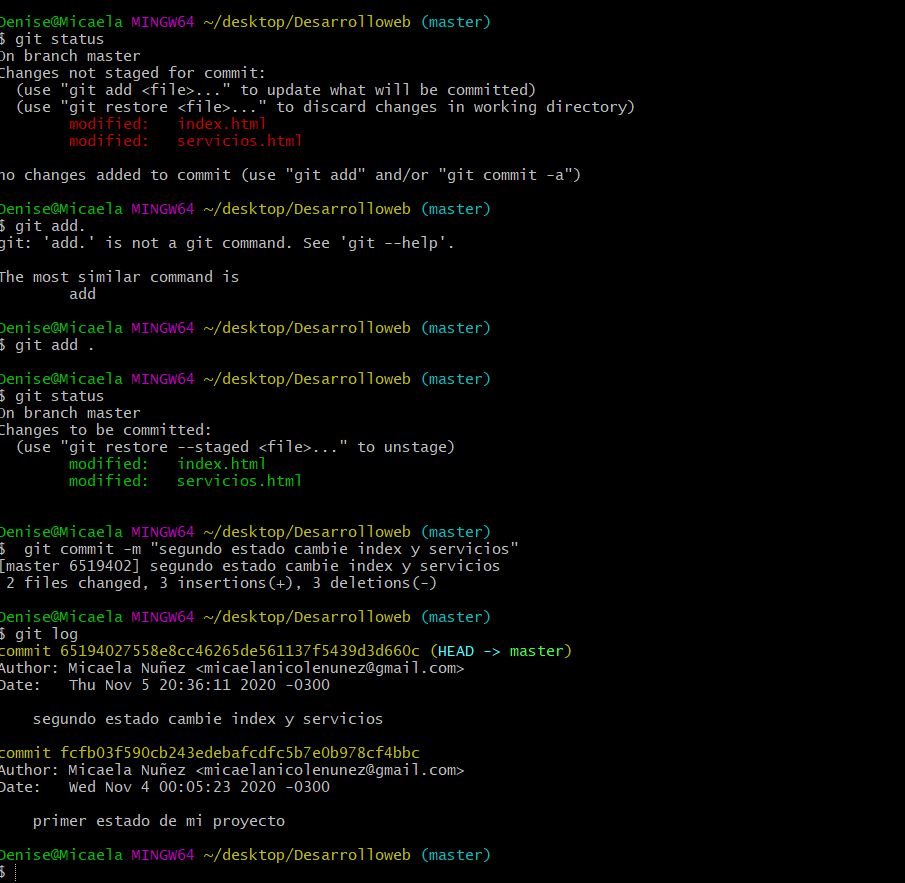 Denise@Micaela MINGW64 ~/desktop/Desarrolloweb (master)
$ git status
On branch master
Changes not staged for commit:
  (use "git add <file>..." to update what will be committed)
  (use "git restore <file>..." to discard changes in working directory)
        modified:   index.html
        modified:   servicios.html

no changes added to commit (use "git add" and/or "git commit -a")

Denise@Micaela MINGW64 ~/desktop/Desarrolloweb (master)
$ git add.
git: 'add.' is not a git command. See 'git --help'.

The most similar command is
        add

Denise@Micaela MINGW64 ~/desktop/Desarrolloweb (master)
$ git add .

Denise@Micaela MINGW64 ~/desktop/Desarrolloweb (master)
$ git status
On branch master
Changes to be committed:
  (use "git restore --staged <file>..." to unstage)
        modified:   index.html
        modified:   servicios.html


Denise@Micaela MINGW64 ~/desktop/Desarrolloweb (master)
$  git commit -m "segundo estado cambie index y servicios"
[master 6519402] segundo estado cambie index y servicios
 2 files changed, 3 insertions(+), 3 deletions(-)

Denise@Micaela MINGW64 ~/desktop/Desarrolloweb (master)
$ git log
commit 65194027558e8cc46265de561137f5439d3d660c (HEAD -> master)
Author: Micaela Nuñez <micaelanicolenunez@gmail.com>
Date:   Thu Nov 5 20:36:11 2020 -0300

    segundo estado cambie index y servicios

commit fcfb03f590cb243edebafcdfc5b7e0b978cf4bbc
Author: Micaela Nuñez <micaelanicolenunez@gmail.com>
Date:   Wed Nov 4 00:05:23 2020 -0300

    primer estado de mi proyecto

Denise@Micaela MINGW64 ~/desktop/Desarrolloweb (master)
$